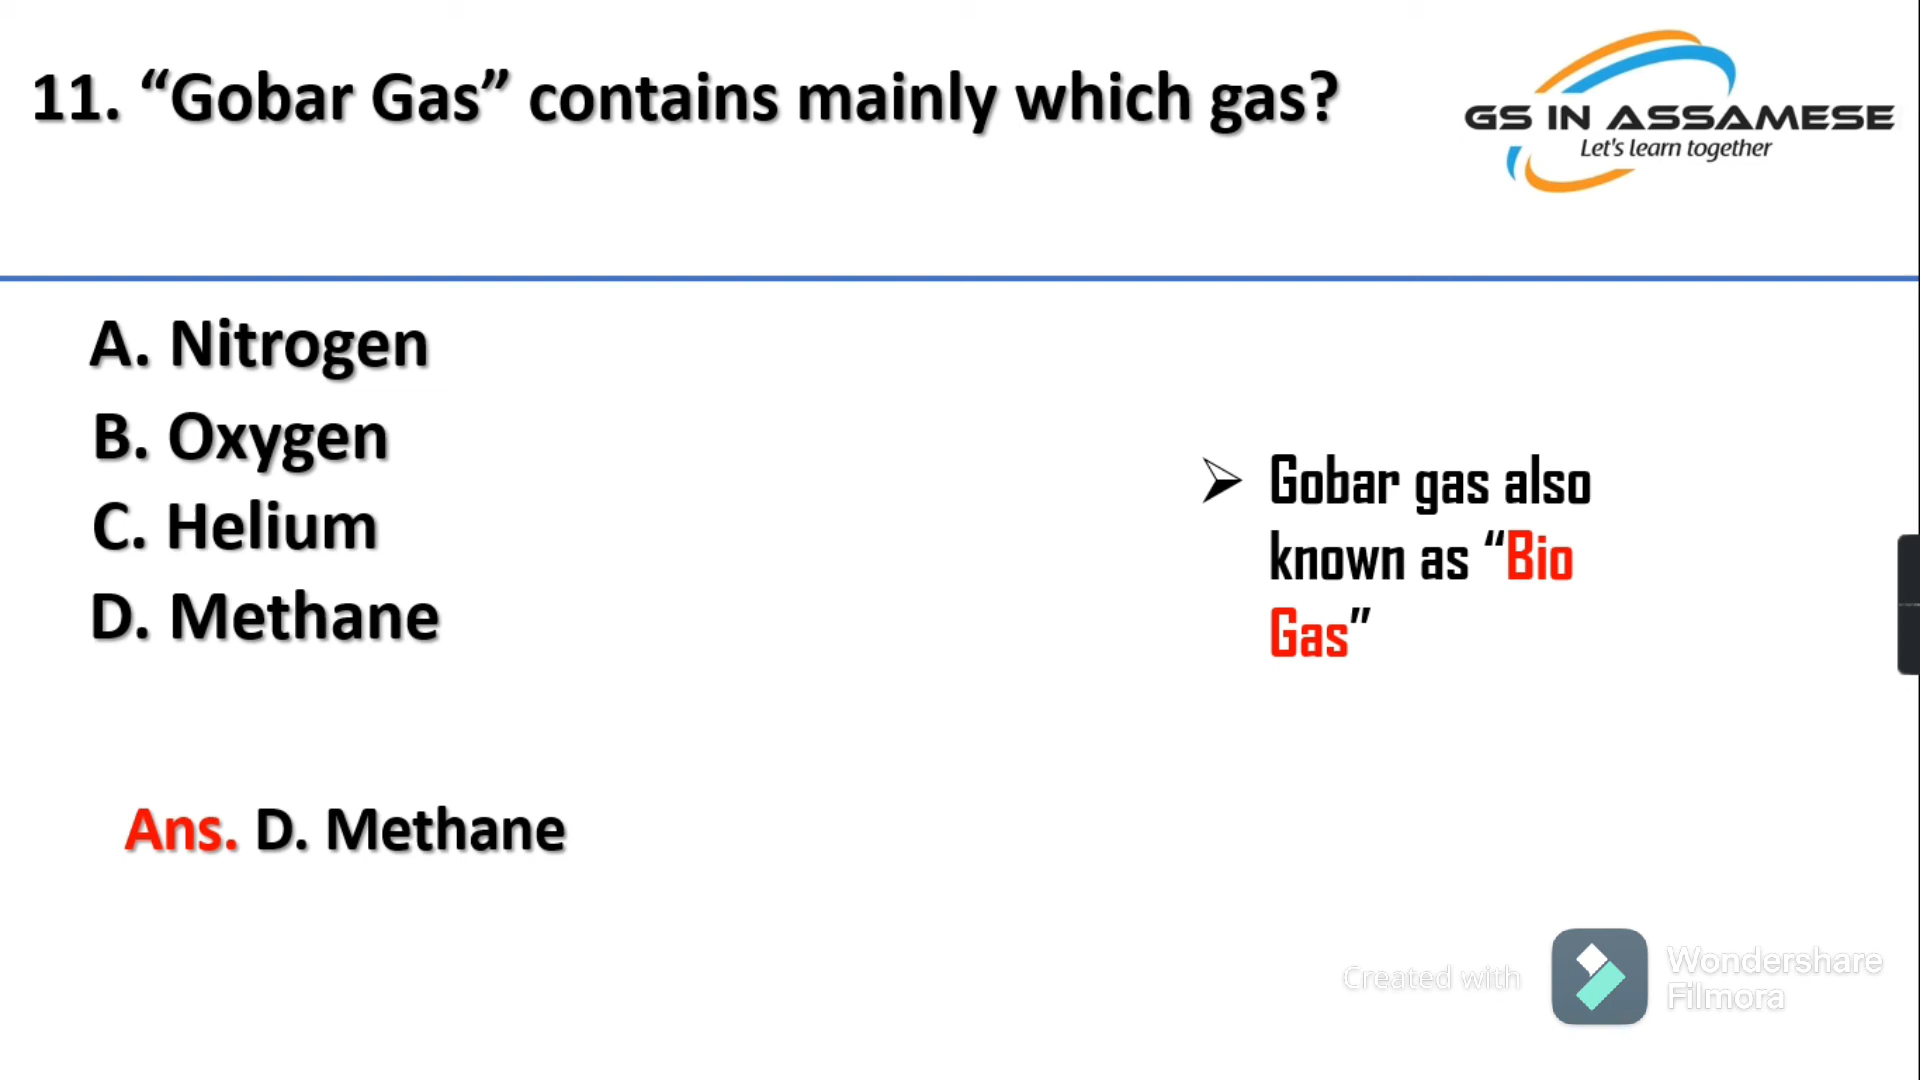 11. “Gobar Gas” contains mainly which gas?
GS IN ASSAMESE
Let's learn together
A. Nitrogen
B. Oxygen
C. Helium
D. Methane
➢ Gobar gas also
known as “Bio
Gas”
Ans. D. Methane
Created with
Wondershare
Filmora